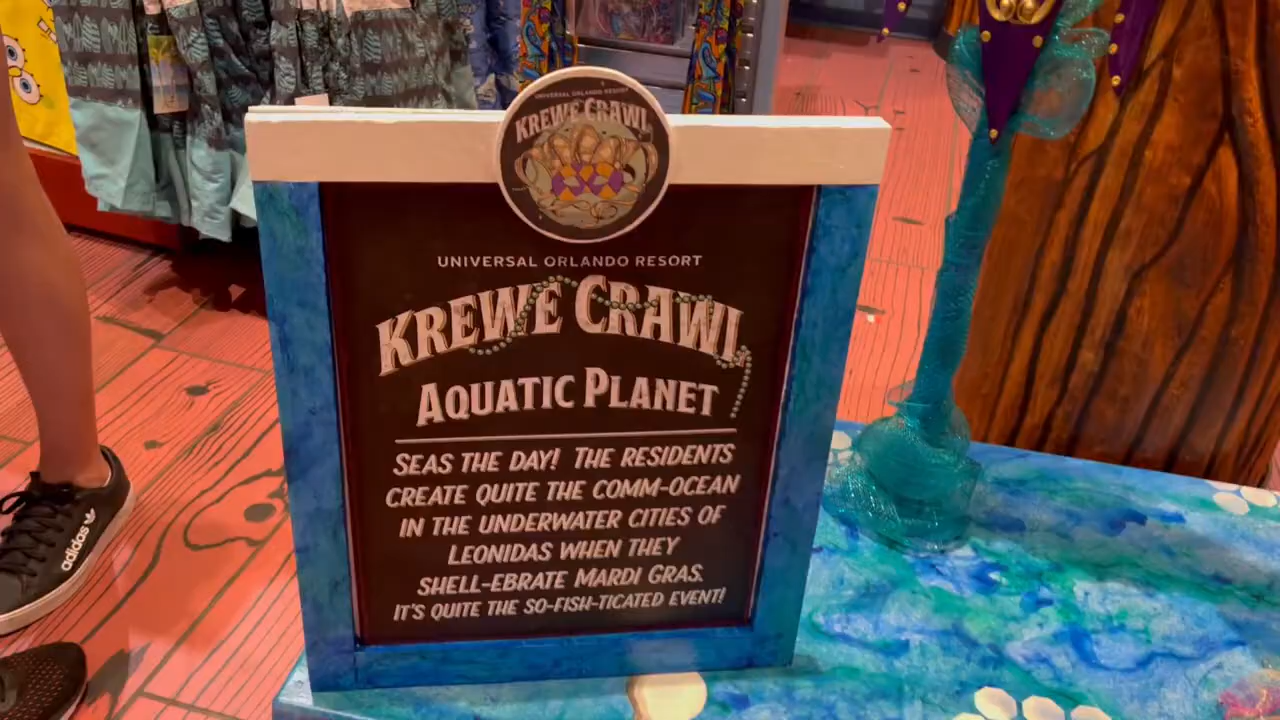 UNIVERSAL ORLANDO RESORT
KREWE CRAWL
UNIVERSAL ORLANDO RESORT
KREWE CRAWL
AQUATIC PLANET
SEAS THE DAY! THE RESIDENTS
CREATE QUITE THE COMM-OCEAN
IN THE UNDERWATER CITIES OF
LEONIDAS WHEN THEY
SHELL-EBRATE MARDI GRAS.
IT'S QUITE THE SO-FISH-TICATED EVENT!
adidas